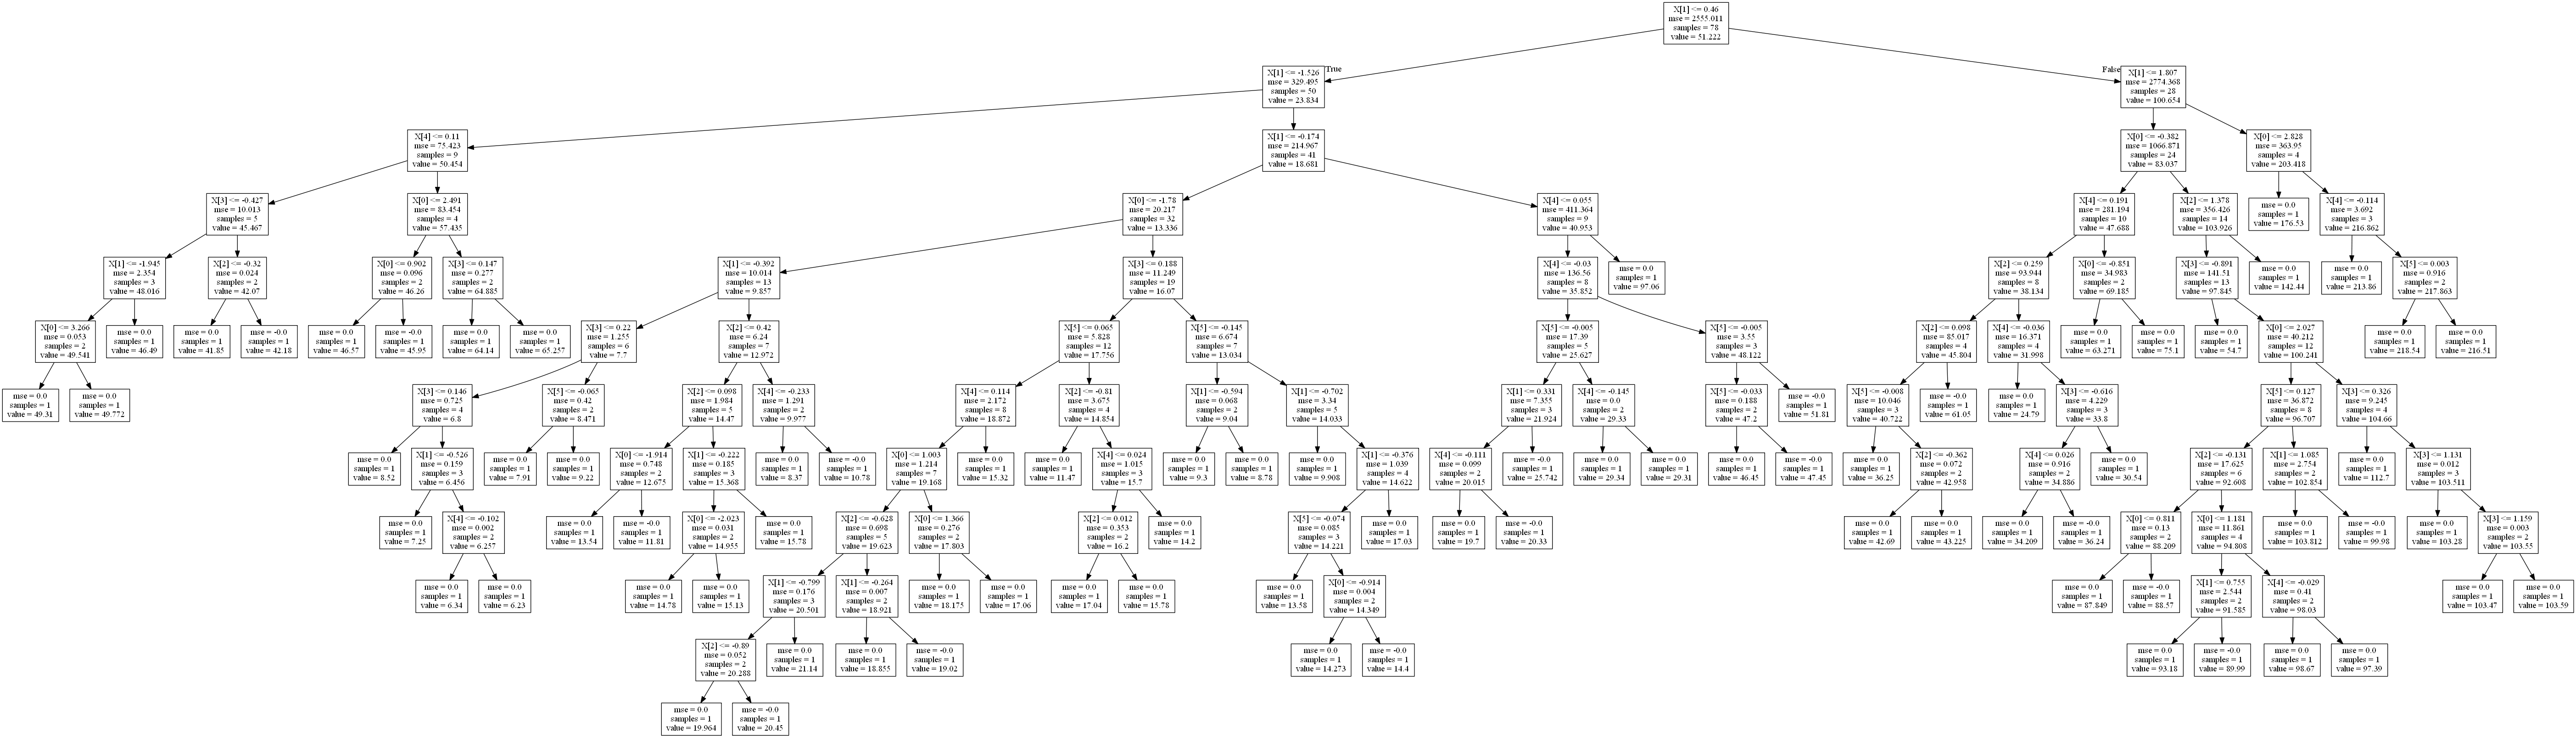 X[1] <= 0.46
mse = 2555.011
samples = 78
value = 51.222
True
False
X[1] <= -1.526
mse = 329.495
samples = 50
value = 23.834
X[1] <= 1.807
mse = 2774.368
samples = 28
value = 100.654
X[4] <= 0.11
mse = 75.423
samples = 9
value = 50.454
X[1] <= -0.174
mse = 214.967
samples = 41
value = 18.681
X[0] <= -0.382
mse = 1066.871
samples = 24
value = 83.037
X[0] <= 2.828
mse = 363.95
samples = 4
value = 203.418
X[3] <= -0.427
mse = 10.013
samples = 5
value = 45.467
X[0] <= 2.491
mse = 83.454
samples = 4
value = 57.435
X[0] <= -1.78
mse = 20.217
samples = 32
value = 13.336
X[4] <= 0.055
mse = 411.364
samples = 9
value = 40.953
X[4] <= 0.191
mse = 281.194
samples = 10
value = 47.688
X[2] <= 1.378
mse = 356.426
samples = 14
value = 103.926
mse = 0.0
samples = 1
value = 176.53
X[4] <= -0.114
mse = 3.692
samples = 3
value = 216.862
X[1] <= -1.945
mse = 2.354
samples = 3
value = 48.016
X[2] <= -0.32
mse = 0.024
samples = 2
value = 42.07
X[0] <= 0.902
mse = 0.096
samples = 2
value = 46.26
X[3] <= 0.147
mse = 0.277
samples = 2
value = 64.885
X[1] <= -0.392
mse = 10.014
samples = 13
value = 9.857
X[3] <= 0.188
mse = 11.249
samples = 19
value = 16.07
X[4] <= -0.03
mse = 136.56
samples = 8
value = 35.852
mse = 0.0
samples = 1
value = 97.06
X[2] <= 0.259
mse = 93.944
samples = 8
value = 38.134
X[0] <= -0.851
mse = 34.983
samples = 2
value = 69.185
X[3] <= -0.891
mse = 141.51
samples = 13
value = 97.845
mse = 0.0
samples = 1
value = 142.44
mse = 0.0
samples = 1
value = 213.86
X[5] <= 0.003
mse = 0.916
samples = 2
value = 217.863
X[0] <= 3.266
mse = 0.053
samples = 2
value = 49.541
mse = 0.0
samples = 1
value = 46.49
mse = 0.0
samples = 1
value = 41.85
mse = -0.0
samples = 1
value = 42.18
mse = 0.0
samples = 1
value = 46.57
mse = -0.0
samples = 1
value = 45.95
mse = 0.0
samples = 1
value = 64.14
mse = 0.0
samples = 1
value = 65.257
X[3] <= 0.22
mse = 1.255
samples = 6
value = 7.7
X[2] <= 0.42
mse = 6.24
samples = 7
value = 12.972
X[5] <= 0.065
mse = 5.828
samples = 12
value = 17.756
X[5] <= -0.145
mse = 6.674
samples = 7
value = 13.034
X[5] <= -0.005
mse = 17.39
samples = 5
value = 25.627
X[5] <= -0.005
mse = 3.55
samples = 3
value = 48.122
X[2] <= 0.098
mse = 85.017
samples = 4
value = 45.804
X[4] <= -0.036
mse = 16.371
samples = 4
value = 31.998
mse = 0.0
samples = 1
value = 63.271
mse = 0.0
samples = 1
value = 75.1
mse = 0.0
samples = 1
value = 54.7
X[0] <= 2.027
mse = 40.212
samples = 12
value = 100.241
mse = 0.0
samples = 1
value = 218.54
mse = 0.0
samples = 1
value = 216.51
mse = 0.0
samples = 1
value = 49.31
mse = 0.0
samples = 1
value = 49.772
X[3] <= 0.146
mse = 0.725
samples = 4
value = 6.8
X[5] <= -0.065
mse = 0.42
samples = 2
value = 8.471
X[2] <= 0.098
mse = 1.984
samples = 5
value = 14.47
X[4] <= -0.233
mse = 1.291
samples = 2
value = 9.977
X[4] <= 0.114
mse = 2.172
samples = 8
value = 18.872
X[2] <= -0.81
mse = 3.675
samples = 4
value = 14.854
X[1] <= -0.594
mse = 0.068
samples = 2
value = 9.04
X[1] <= -0.702
mse = 3.34
samples = 5
value = 14.033
X[1] <= 0.331
mse = 7.355
samples = 3
value = 21.924
X[4] <= -0.145
mse = 0.0
samples = 2
value = 29.33
X[5] <= -0.033
mse = 0.188
samples = 2
value = 47.2
mse = -0.0
samples = 1
value = 51.81
X[5] <= -0.008
mse = 10.046
samples = 3
value = 40.722
mse = -0.0
samples = 1
value = 61.05
mse = 0.0
samples = 1
value = 24.79
X[3] <= -0.616
mse = 4.229
samples = 3
value = 33.8
X[5] <= 0.127
mse = 36.872
samples = 8
value = 96.707
X[3] <= 0.326
mse = 9.245
samples = 4
value = 104.66
mse = 0.0
samples = 1
value = 8.52
X[1] <= -0.526
mse = 0.159
samples = 3
value = 6.456
mse = 0.0
samples = 1
value = 7.91
mse = 0.0
samples = 1
value = 9.22
X[0] <= -1.914
mse = 0.748
samples = 2
value = 12.675
X[1] <= -0.222
mse = 0.185
samples = 3
value = 15.368
mse = 0.0
samples = 1
value = 8.37
mse = -0.0
samples = 1
value = 10.78
X[0] <= 1.003
mse = 1.214
samples = 7
value = 19.168
mse = 0.0
samples = 1
value = 15.32
mse = 0.0
samples = 1
value = 11.47
X[4] <= 0.024
mse = 1.015
samples = 3
value = 15.7
mse = 0.0
samples = 1
value = 9.3
mse = 0.0
samples = 1
value = 8.78
mse = 0.0
samples = 1
value = 9.908
X[1] <= -0.376
mse = 1.039
samples = 4
value = 14.622
X[4] <= -0.111
mse = 0.099
samples = 2
value = 20.015
mse = -0.0
samples = 1
value = 25.742
mse = 0.0
samples = 1
value = 29.34
mse = 0.0
samples = 1
value = 29.31
mse = 0.0
samples = 1
value = 46.45
mse = -0.0
samples = 1
value = 47.45
mse = 0.0
samples = 1
value = 36.25
X[2] <= -0.362
mse = 0.072
samples = 2
value = 42.958
X[4] <= 0.026
mse = 0.916
samples = 2
value = 34.886
mse = 0.0
samples = 1
value = 30.54
X[2] <= -0.131
mse = 17.625
samples = 6
value = 92.608
X[1] <= 1.085
mse = 2.754
samples = 2
value = 102.854
mse = 0.0
samples = 1
value = 112.7
X[3] <= 1.131
mse = 0.012
samples = 3
value = 103.511
mse = 0.0
samples = 1
value = 7.25
X[4] <= -0.102
mse = 0.002
samples = 2
value = 6.257
mse = 0.0
samples = 1
value = 13.54
mse = -0.0
samples = 1
value = 11.81
X[0] <= -2.023
mse = 0.031
samples = 2
value = 14.955
mse = 0.0
samples = 1
value = 15.78
X[2] <= -0.628
mse = 0.698
samples = 5
value = 19.623
X[0] <= 1.366
mse = 0.276
samples = 2
value = 17.803
X[2] <= 0.012
mse = 0.353
samples = 2
value = 16.2
mse = 0.0
samples = 1
value = 14.2
X[5] <= -0.074
mse = 0.085
samples = 3
value = 14.221
mse = 0.0
samples = 1
value = 17.03
mse = 0.0
samples = 1
value = 19.7
mse = -0.0
samples = 1
value = 20.33
mse = 0.0
samples = 1
value = 42.69
mse = 0.0
samples = 1
value = 43.225
mse = 0.0
samples = 1
value = 34.209
mse = -0.0
samples = 1
value = 36.24
X[0] <= 0.811
mse = 0.13
samples = 2
value = 88.209
X[0] <= 1.181
mse = 11.861
samples = 4
value = 94.808
mse = 0.0
samples = 1
value = 103.812
mse = -0.0
samples = 1
value = 99.98
mse = 0.0
samples = 1
value = 103.28
X[3] <= 1.159
mse = 0.003
samples = 2
value = 103.55
mse = 0.0
samples = 1
value = 6.34
mse = 0.0
samples = 1
value = 6.23
mse = 0.0
samples = 1
value = 14.78
mse = 0.0
samples = 1
value = 15.13
X[1] <= -0.799
mse = 0.176
samples = 3
value = 20.501
X[1] <= -0.264
mse = 0.007
samples = 2
value = 18.921
mse = 0.0
samples = 1
value = 18.175
mse = 0.0
samples = 1
value = 17.06
mse = 0.0
samples = 1
value = 17.04
mse = 0.0
samples = 1
value = 15.78
mse = 0.0
samples = 1
value = 13.58
X[0] <= -0.914
mse = 0.004
samples = 2
value = 14.349
mse = 0.0
samples = 1
value = 87.849
mse = -0.0
samples = 1
value = 88.57
X[1] <= 0.755
mse = 2.544
samples = 2
value = 91.585
X[4] <= -0.029
mse = 0.41
samples = 2
value = 98.03
mse = 0.0
samples = 1
value = 103.47
mse = 0.0
samples = 1
value = 103.59
X[2] <= -0.89
mse = 0.052
samples = 2
value = 20.288
mse = 0.0
samples = 1
value = 21.14
mse = 0.0
samples = 1
value = 18.855
mse = -0.0
samples = 1
value = 19.02
mse = 0.0
samples = 1
value = 14.273
mse = -0.0
samples = 1
value = 14.4
mse = 0.0
samples = 1
value = 93.18
mse = -0.0
samples = 1
value = 89.99
mse = 0.0
samples = 1
value = 98.67
mse = 0.0
samples = 1
value = 97.39
mse = 0.0
samples = 1
value = 19.964
mse = -0.0
samples = 1
value = 20.45